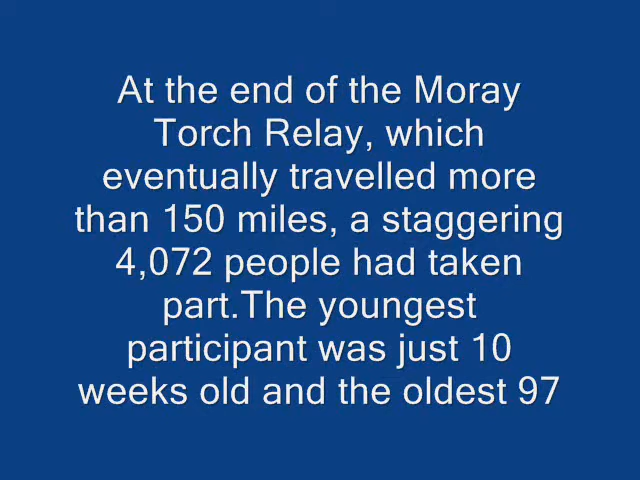 At the end of the Moray
Torch Relay, which
eventually travelled more
than 150 miles, a staggering
4,072 people had taken
part.The youngest
participant was just 10
weeks old and the oldest 97